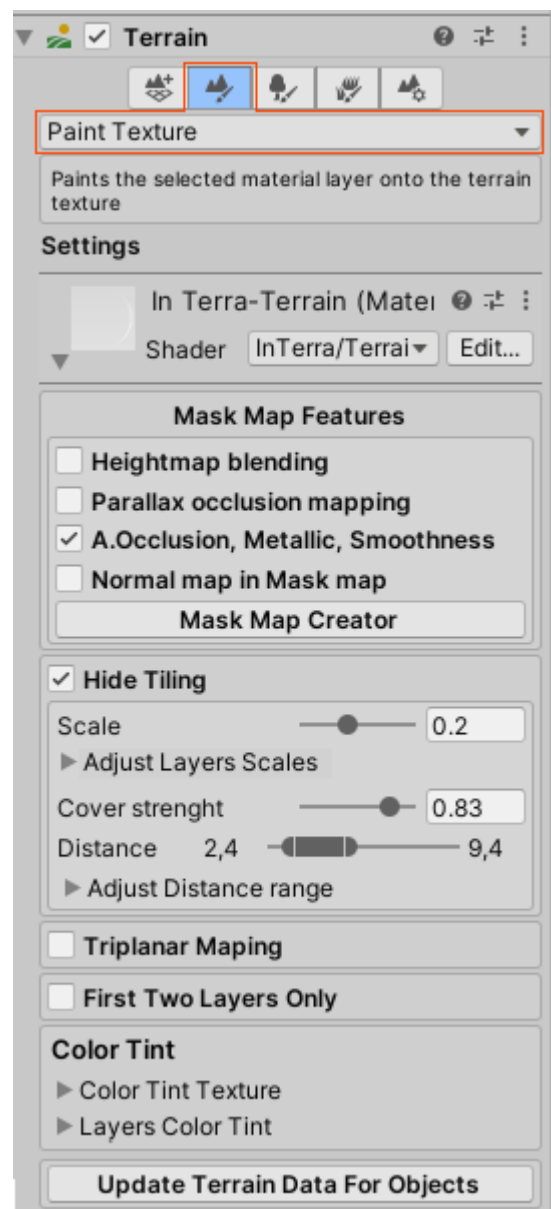 Terrain
Paint Texture
Paints the selected material layer onto the terrain
texture
Settings
In Terra-Terrain (Mater
Shader InTerra/Terrai Edit...
Mask Map Features
Heightmap blending
Parallax occlusion mapping
A.Occlusion, Metallic, Smoothness
Normal map in Mask map
Mask Map Creator
Hide Tiling
Scale 0.2
Adjust Layers Scales
Cover strenght 0.83
Distance 2,4 9,4
Adjust Distance range
Triplanar Maping
First Two Layers Only
Color Tint
Color Tint Texture
Layers Color Tint
Update Terrain Data For Objects